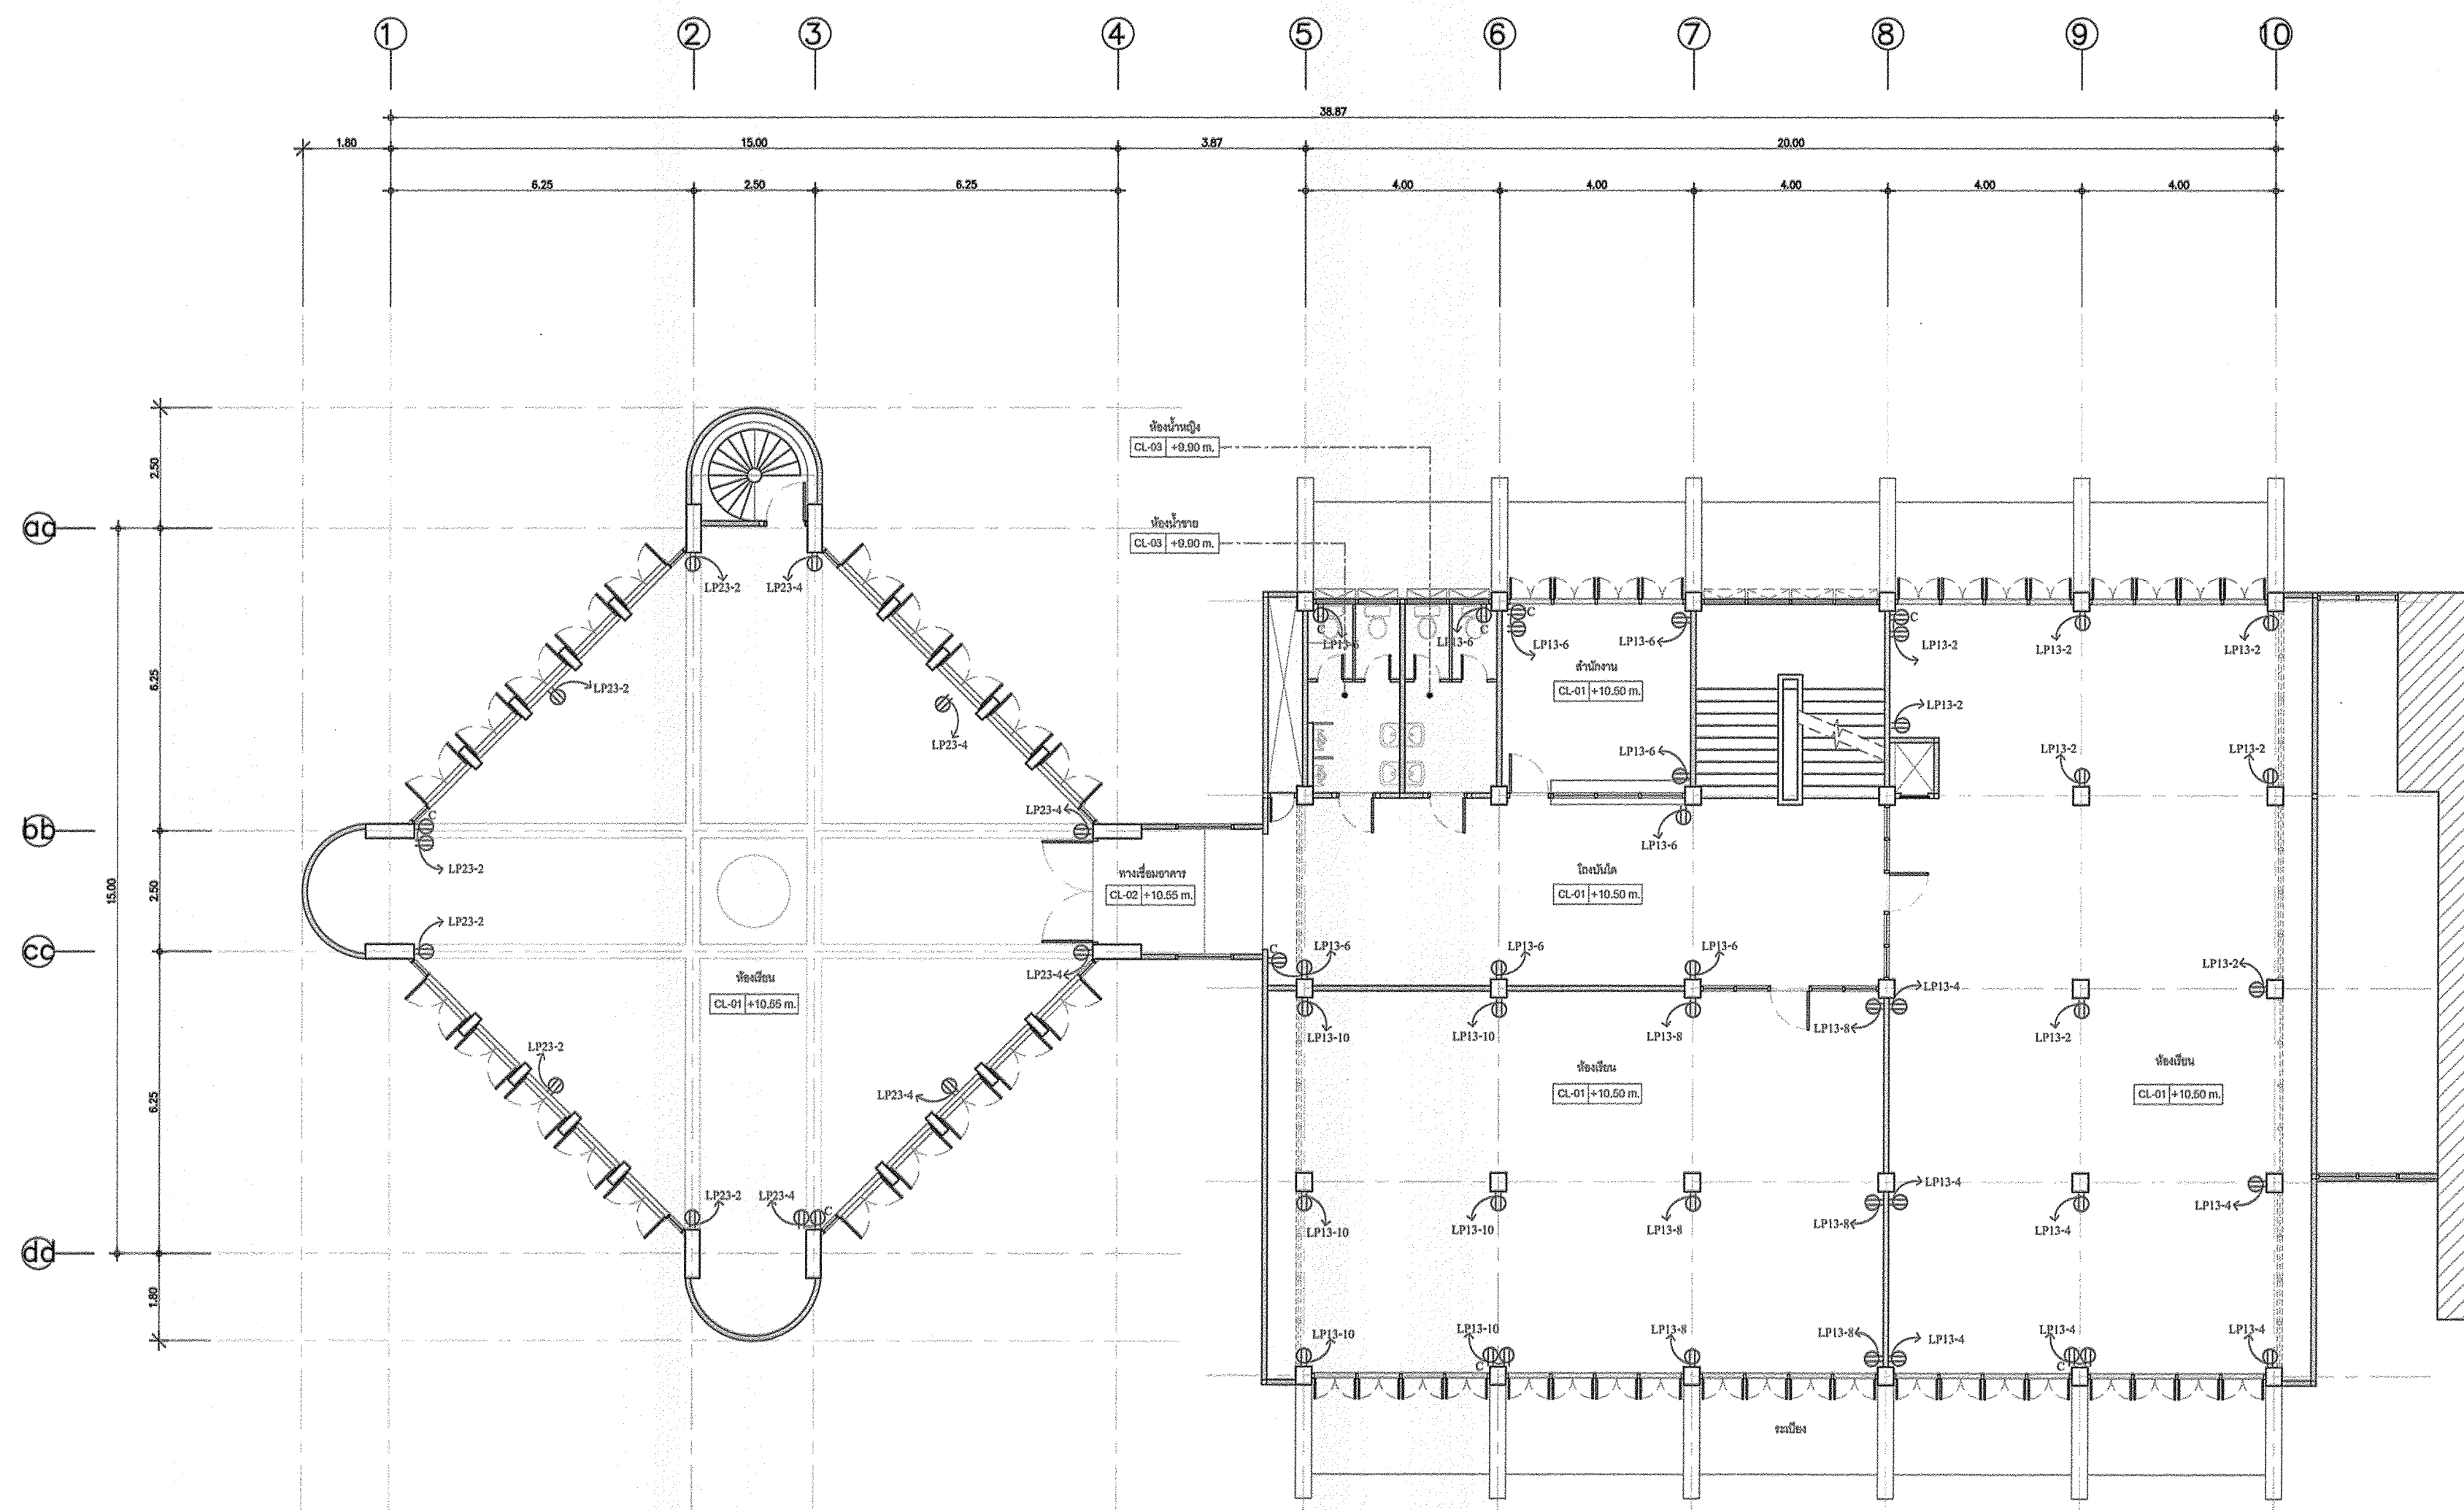 1 2 3 4 5 6 7 8 9 10
38.87
1.80 15.00 3.87 20.00
6.25 2.50 6.25 4.00 4.00 4.00 4.00 4.00
2.50
ห้องน้ำหญิง
CL-03 +9.90 m.
ห้องน้ำชาย
CL-03 +9.90 m.
aa
LP23-2 LP23-4
C C C C
LP13-6 LP13-6 LP13-6 LP13-6 LP13-2 LP13-2 LP13-2
สำนักงาน
CL-01 +10.50 m.
6.25
LP23-2
LP13-2
LP23-4
LP13-6 LP13-2 LP13-2
LP23-4
C
bb
C
LP13-6
LP23-2
ทางเชื่อมอาคาร
CL-02 +10.55 m.
โถงบันได
CL-01 +10.50 m.
15.00
2.50
LP23-2
cc
C
LP13-6 LP13-6 LP13-6
LP23-4
LP13-2
ห้องเรียน
CL-01 +10.55 m.
LP13-4
LP13-8
LP13-10 LP13-10 LP13-8 LP13-2
LP23-2
ห้องเรียน
CL-01 +10.50 m.
ห้องเรียน
CL-01 +10.50 m.
6.25
LP23-4
LP13-4
LP23-2 LP23-4
C
LP13-4
LP13-8
LP13-10 LP13-10 LP13-8 LP13-4
dd
1.80
LP13-10 LP13-10 LP13-8 LP13-8 LP13-4 LP13-4 LP13-4
C C
ระเบียง